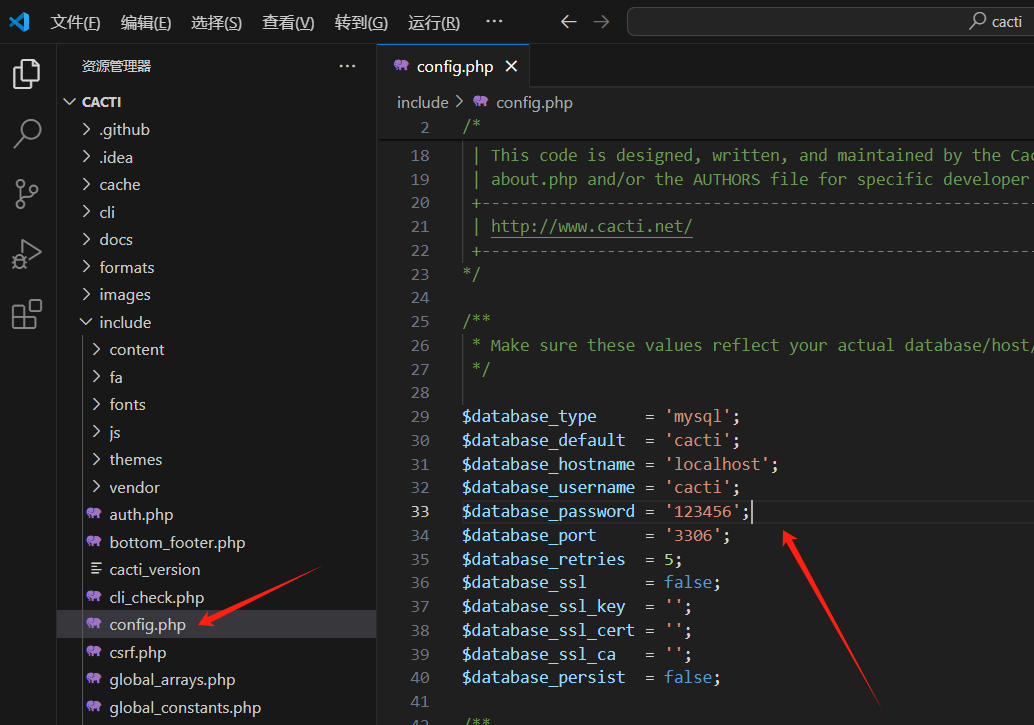 文件(F) 编辑(E) 选择(S) 查看(V) 转到(G) 运行(R) ··· cacti
资源管理器 ···
CACTI
.github
.idea
cache
cli
docs
formats
images
include
content
fa
fonts
js
themes
vendor
auth.php
bottom_footer.php
cacti_version
cli_check.php
config.php
csrf.php
global_arrays.php
global_constants.php
config.php
include > config.php
2 /*
18 | This code is designed, written, and maintained by the Cac
19 | about.php and/or the AUTHORS file for specific developer
20 +-----------------------------------------------------------
21 | http://www.cacti.net/
22 +-----------------------------------------------------------
23 */
24
25 /**
26 * Make sure these values reflect your actual database/host/
27 */
28
29 $database_type     = 'mysql';
30 $database_default  = 'cacti';
31 $database_hostname = 'localhost';
32 $database_username = 'cacti';
33 $database_password = '123456';
34 $database_port     = '3306';
35 $database_retries  = 5;
36 $database_ssl      = false;
37 $database_ssl_key  = '';
38 $database_ssl_cert = '';
39 $database_ssl_ca   = '';
40 $database_persist  = false;
41
42 /**